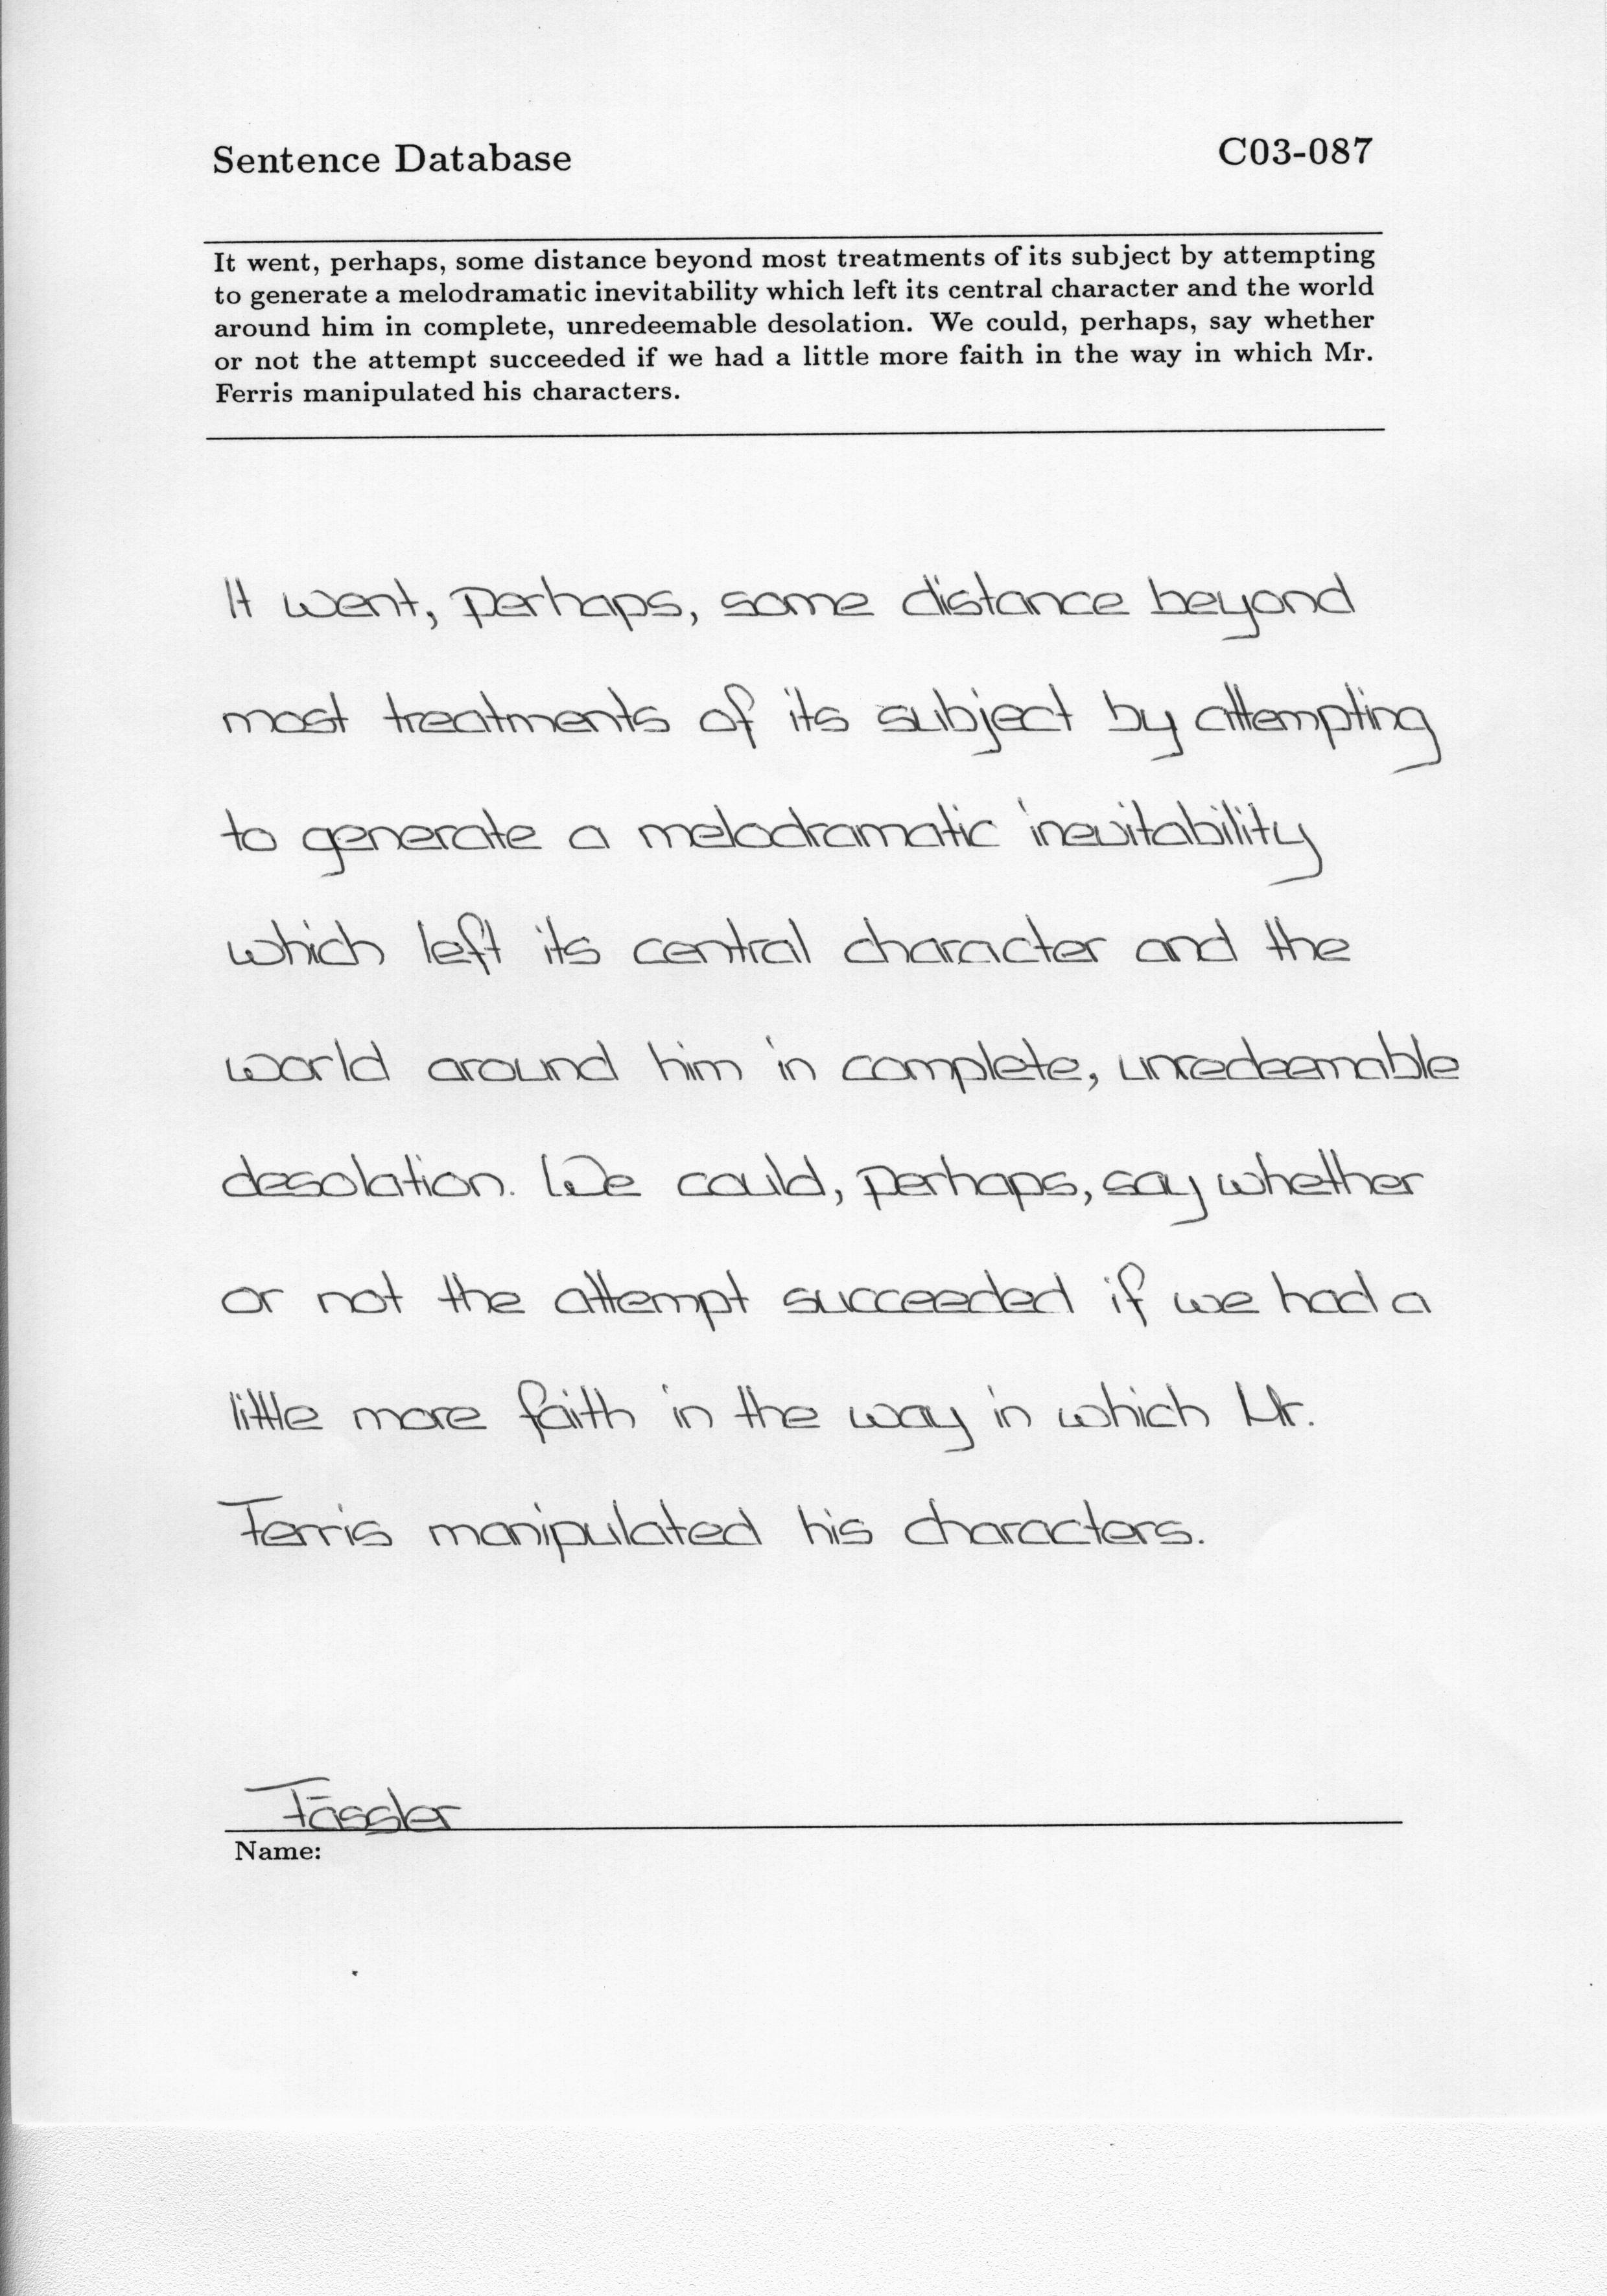 Sentence Database
C03-087
It went, perhaps, some distance beyond most treatments of its subject by attempting
to generate a melodramatic inevitability which left its central character and the world
around him in complete, unredeemable desolation. We could, perhaps, say whether
or not the attempt succeeded if we had a little more faith in the way in which Mr.
Ferris manipulated his characters.
It went, perhaps, some distance beyond
most treatments of its subject by attempting
to generate a melodramatic inevitability
which left its central character and the
world around him in complete, unredeemable
desolation. We could, perhaps, say whether
or not the attempt succeeded if we had a
little more faith in the way in which Mr.
Ferris manipulated his characters.
Fässler
Name: